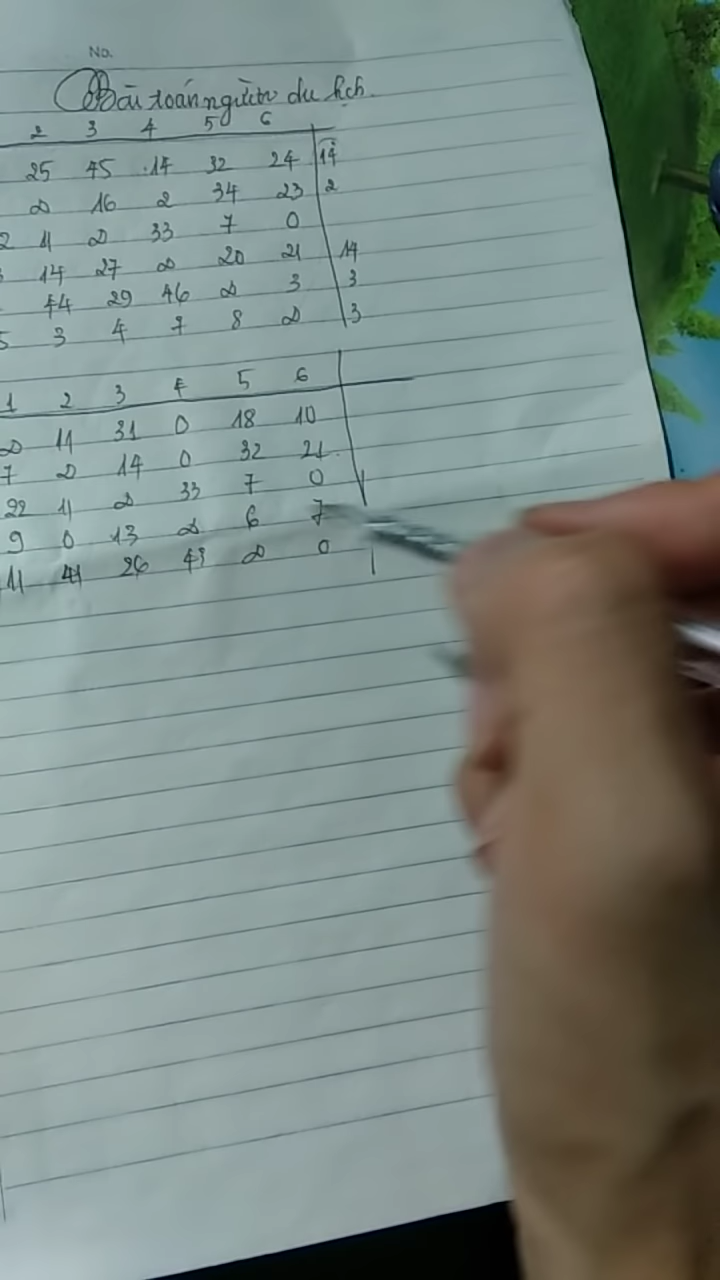 No.
Bài toán người du lịch.
2 3 4 5 6
25 45 14 32 24 14
∞ 16 2 34 23 2
2 11 ∞ 33 7 0
14 27 ∞ 20 21 14
44 29 46 ∞ 3 3
5 3 4 7 8 ∞ 3
1 2 3 4 5 6
∞ 11 31 0 18 10
7 ∞ 14 0 32 21
22 11 ∞ 33 7 0
9 0 13 ∞ 6 7
11 41 26 43 ∞ 0